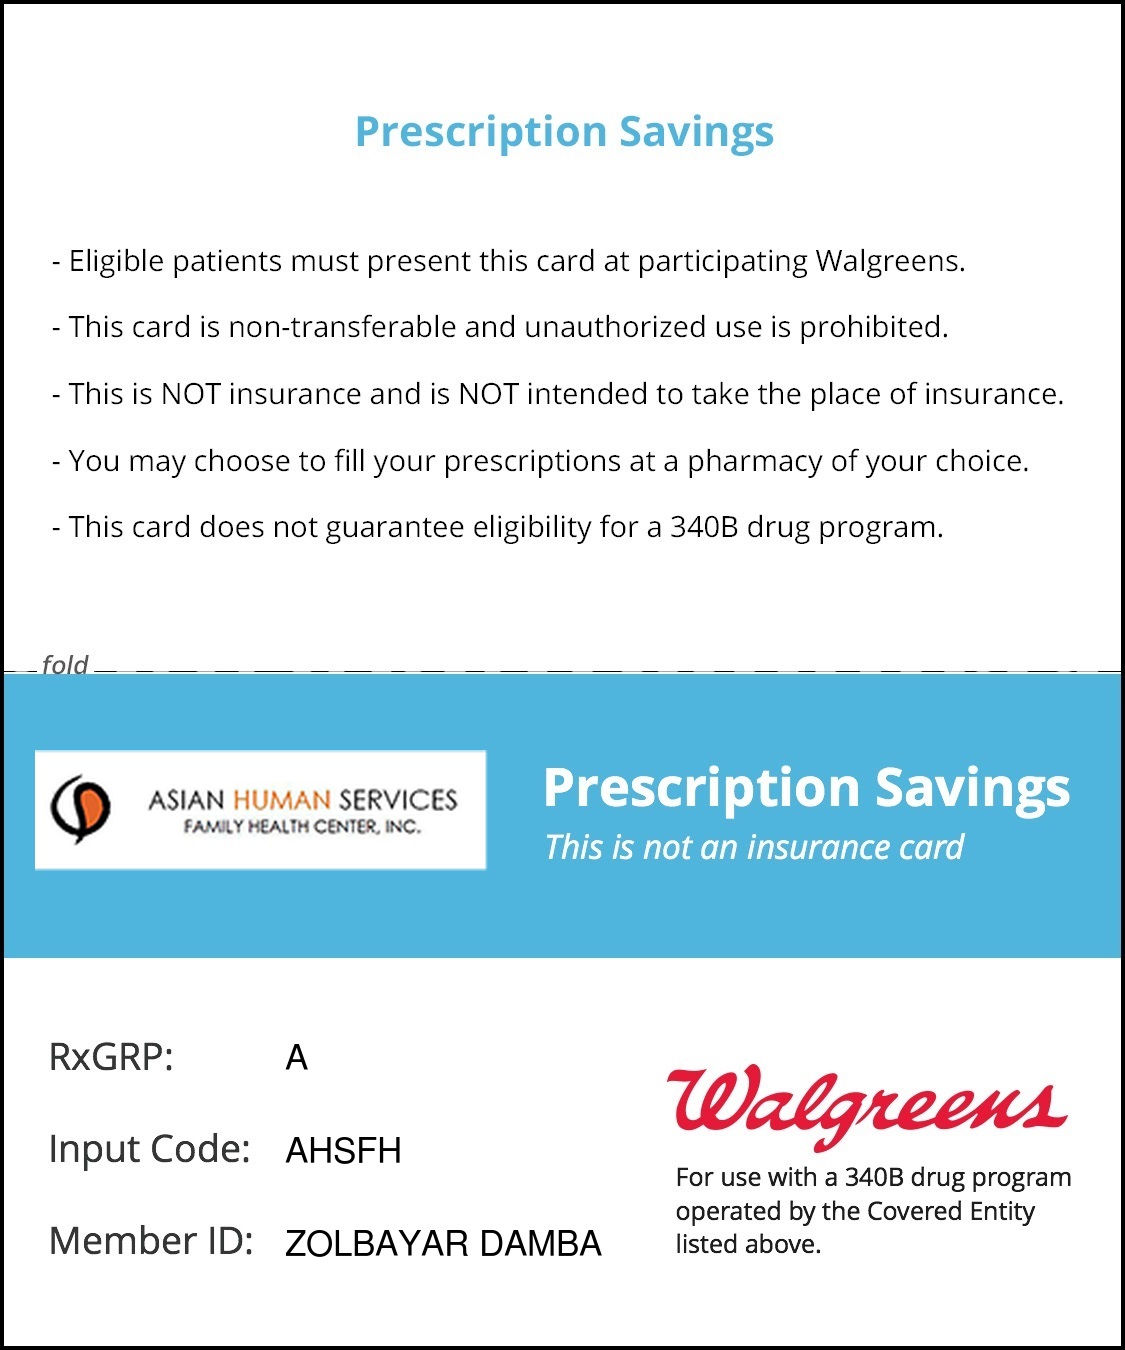 Prescription Savings
- Eligible patients must present this card at participating Walgreens.
- This card is non-transferable and unauthorized use is prohibited.
- This is NOT insurance and is NOT intended to take the place of insurance.
- You may choose to fill your prescriptions at a pharmacy of your choice.
- This card does not guarantee eligibility for a 340B drug program.
fold
ASIAN HUMAN SERVICES
FAMILY HEALTH CENTER, INC.
Prescription Savings
This is not an insurance card
RxGRP: A
Input Code: AHSFH
Member ID: ZOLBAYAR DAMBA
Walgreens
For use with a 340B drug program
operated by the Covered Entity
listed above.